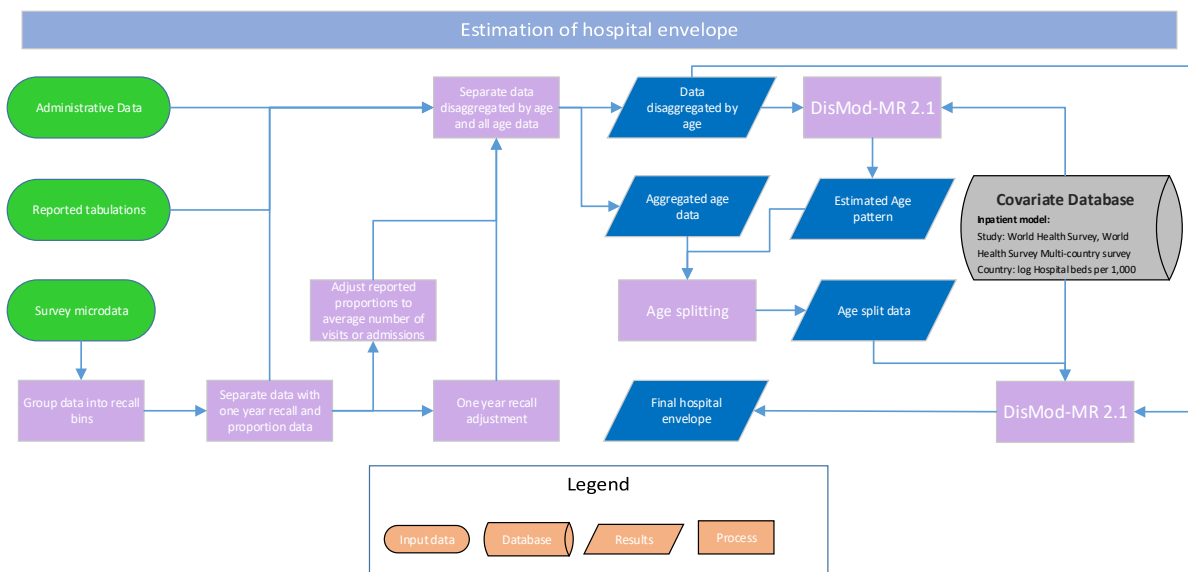 Estimation of hospital envelope
Administrative Data
Separate data
disaggregated by age
and all age data
Data
disaggregated by
age
DisMod-MR 2.1
Reported tabulations
Aggregated age
data
Estimated Age
pattern
Covariate Database
Inpatient model:
Study: World Health Survey, World
Health Survey Multi-country survey
Country: log Hospital beds per 1,000
Survey microdata
Adjust reported
proportions to
average number of
visits or admissions
Age splitting
Age split data
Group data into recall
bins
Separate data with
one year recall and
proportion data
One year recall
adjustment
Final hospital
envelope
DisMod-MR 2.1
Legend
Input data
Database
Results
Process